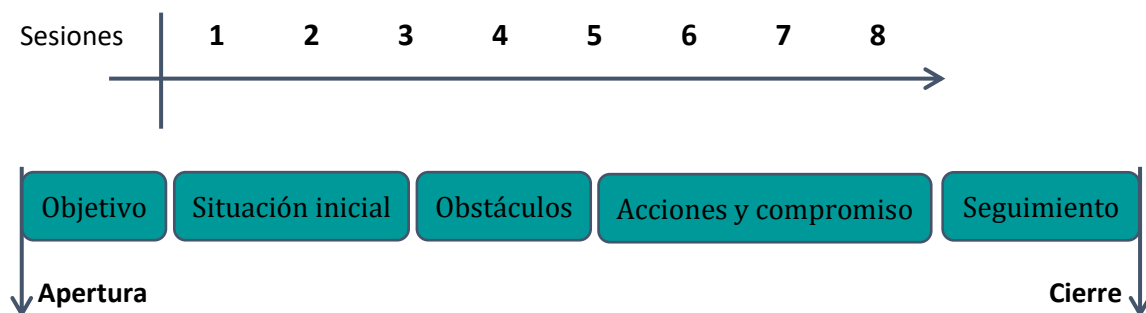 Sesiones 1 2 3 4 5 6 7 8
Objetivo Situación inicial Obstáculos Acciones y compromiso Seguimiento
Apertura Cierre